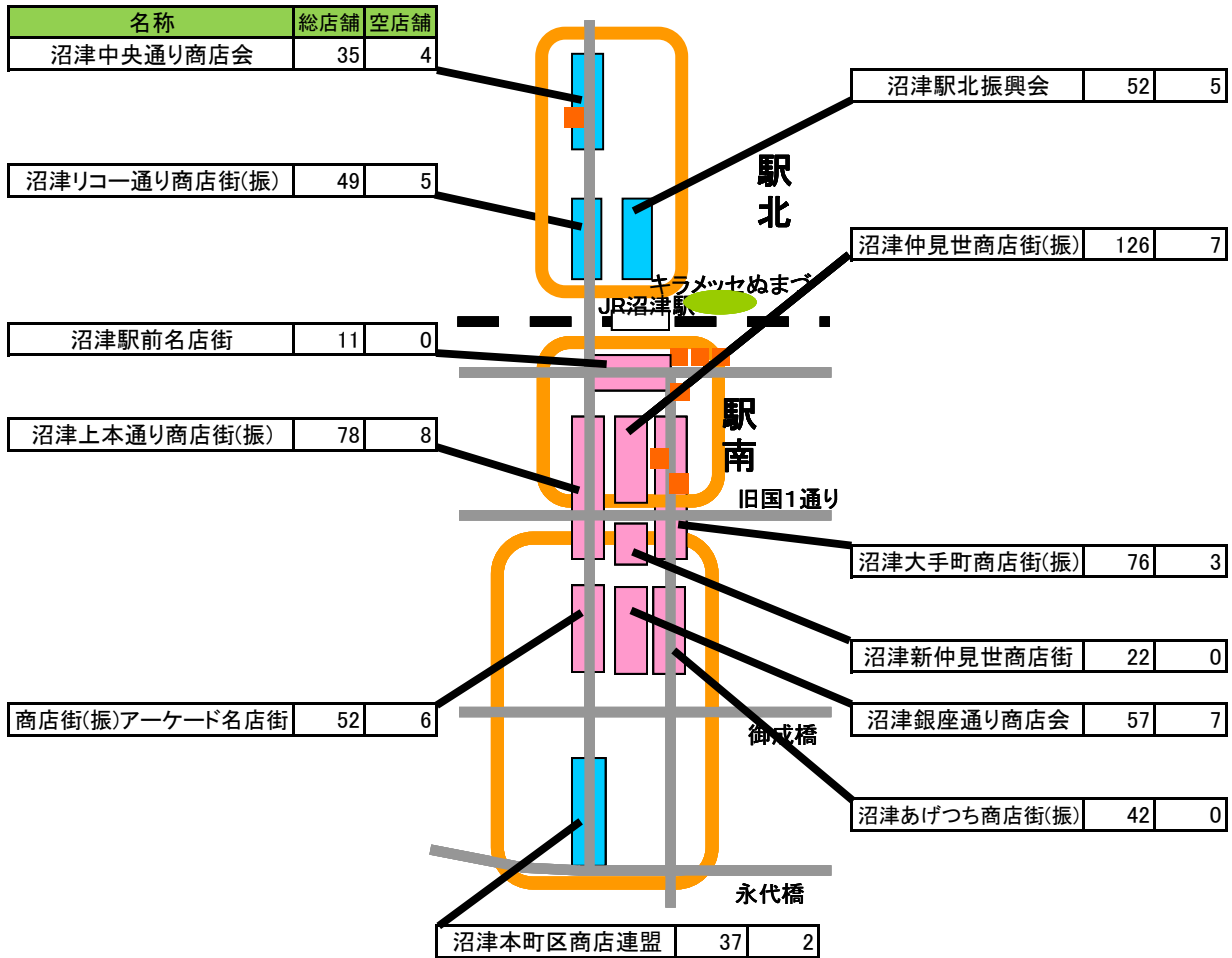 名称 総店舗 空店舗
沼津中央通り商店会 35 4
沼津駅北振興会 52 5
駅北
沼津リコー通り商店街(振) 49 5
沼津仲見世商店街(振) 126 7
キラメッセぬまづ
JR沼津駅
沼津駅前名店街 11 0
駅南
沼津上本通り商店街(振) 78 8
旧国1通り
沼津大手町商店街(振) 76 3
沼津新仲見世商店街 22 0
商店街(振)アーケード名店街 52 6
沼津銀座通り商店会 57 7
御成橋
沼津あげつち商店街(振) 42 0
永代橋
沼津本町区商店連盟 37 2